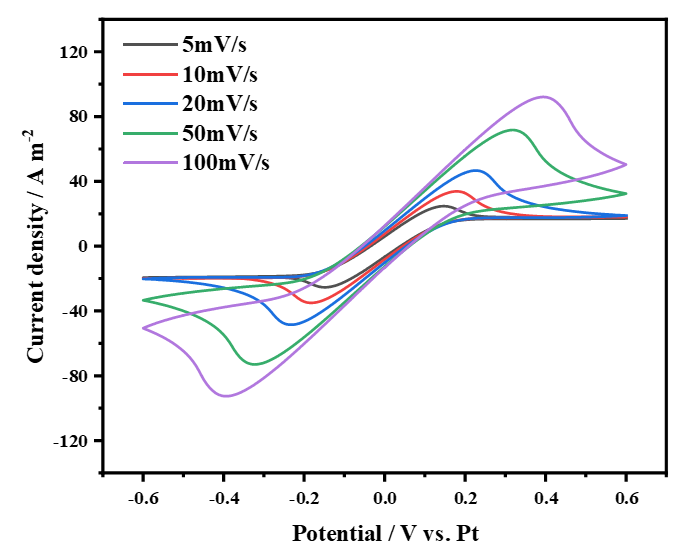 120
80
40
0
-40
-80
-120
Current density / A m⁻²
5mV/s
10mV/s
20mV/s
50mV/s
100mV/s
-0.6 -0.4 -0.2 0.0 0.2 0.4 0.6
Potential / V vs. Pt